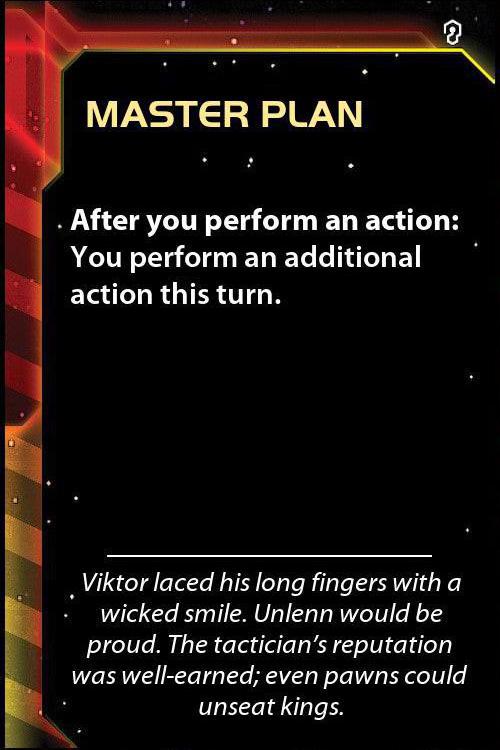 MASTER PLAN
After you perform an action:
You perform an additional
action this turn.
Viktor laced his long fingers with a
wicked smile. Unlenn would be
proud. The tactician's reputation
was well-earned; even pawns could
unseat kings.